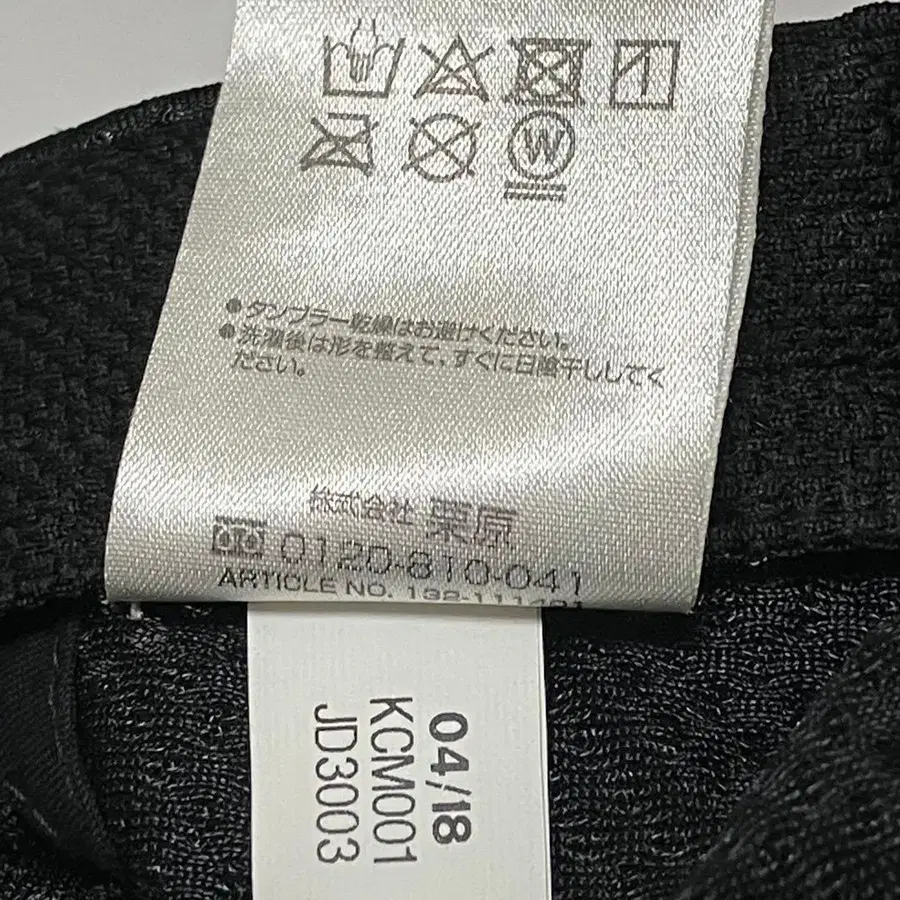 ●タンブラー乾燥はお避けください。
●洗濯後は形を整えて、すぐに日陰干ししてく
ださい。
株式会社 栗原
0120-810-041
ARTICLE NO.
04/18
KCM001
JD3003